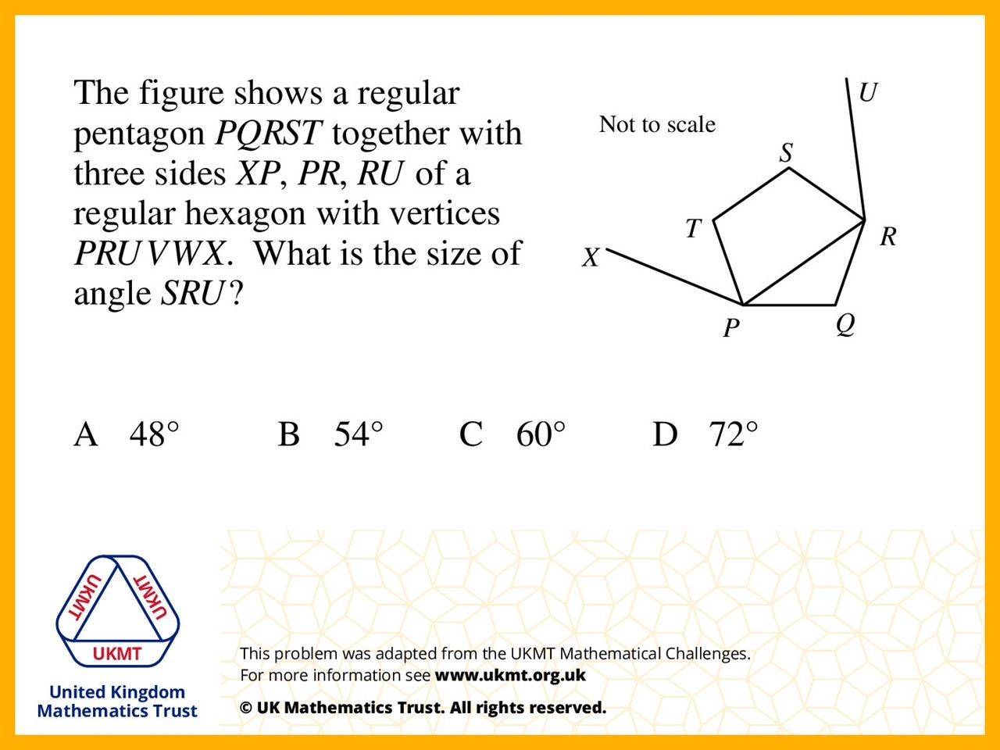 The figure shows a regular
pentagon PQRST together with
three sides XP, PR, RU of a
regular hexagon with vertices
PRUVWX. What is the size of
angle SRU?
Not to scale
U
S
T
R
X
P
Q
A 48° B 54° C 60° D 72°
UKMT
UKMT
UKMT
United Kingdom
Mathematics Trust
This problem was adapted from the UKMT Mathematical Challenges.
For more information see www.ukmt.org.uk
© UK Mathematics Trust. All rights reserved.